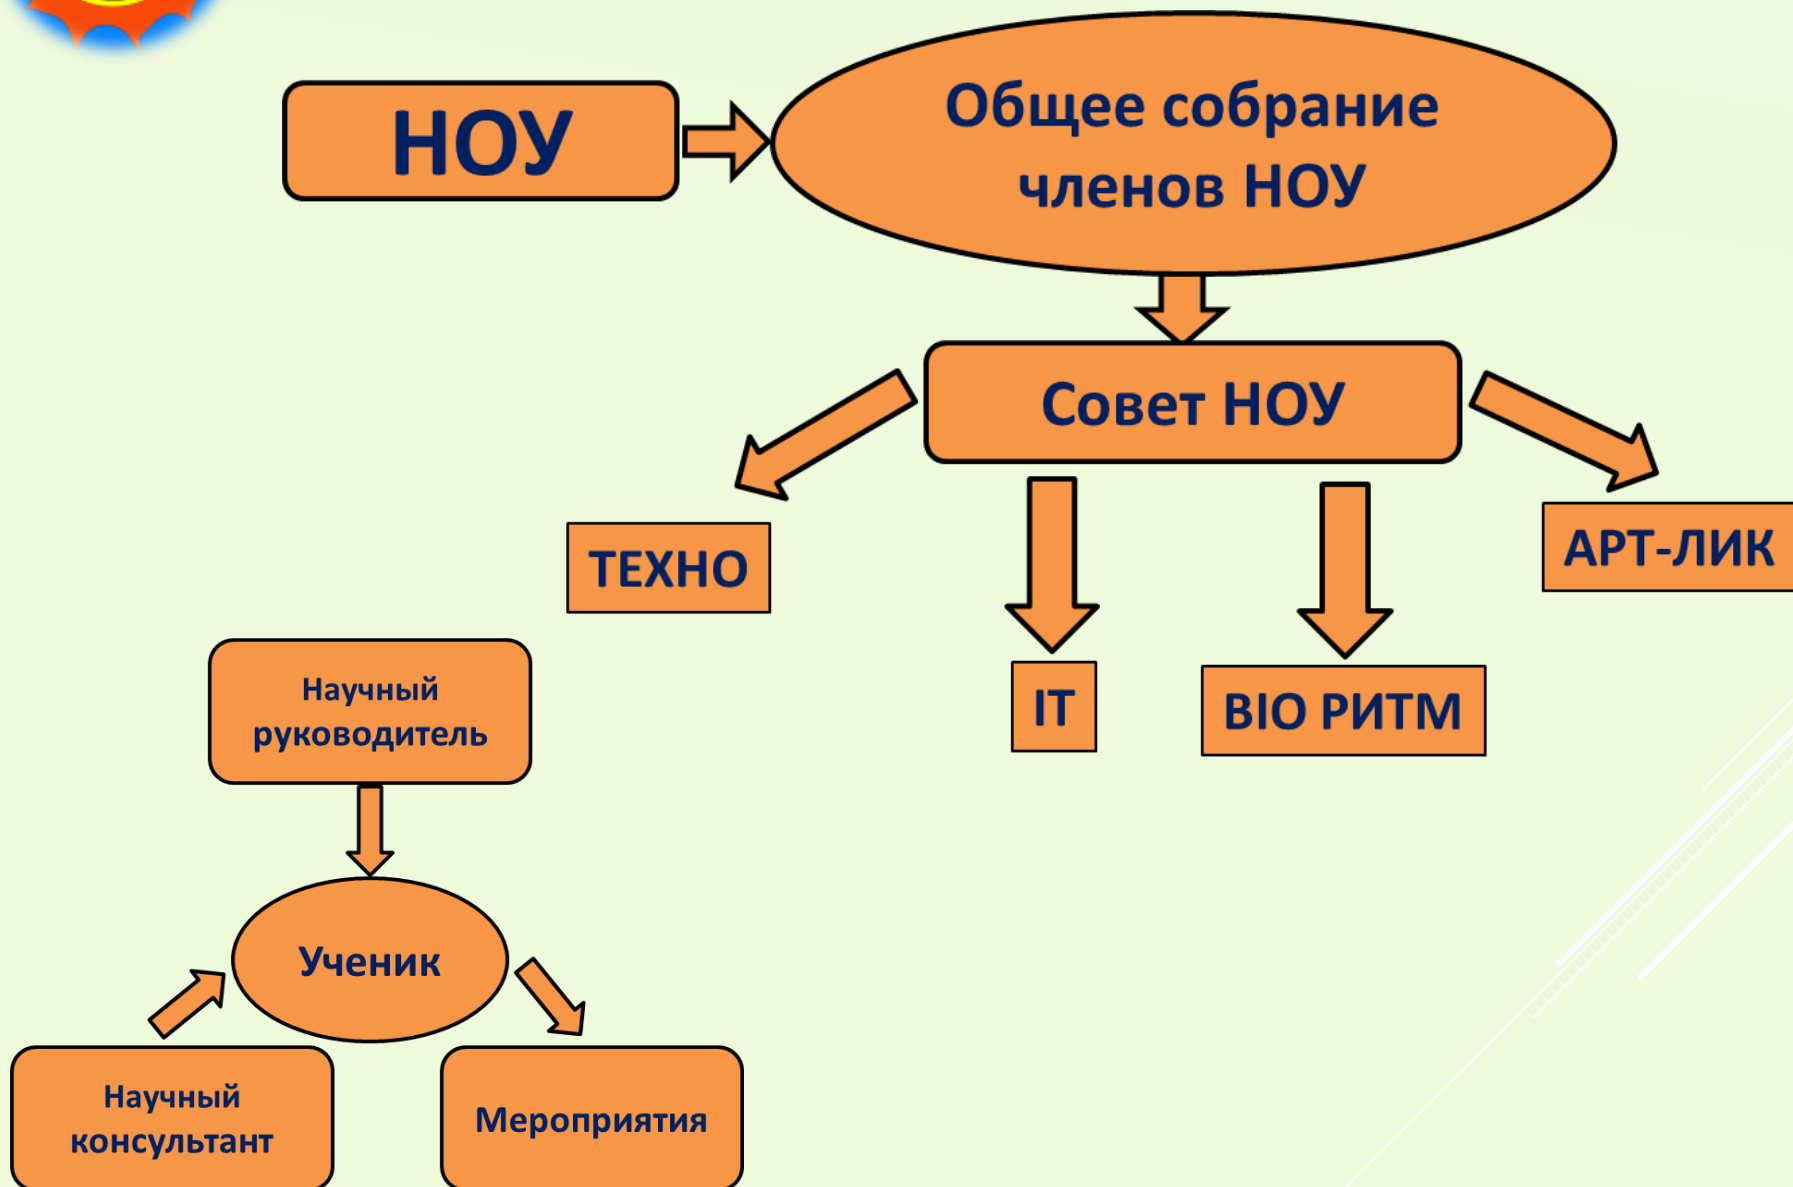 НОУ
Общее собрание
членов НОУ
Совет НОУ
ТЕХНО
IT
BIO РИТМ
АРТ-ЛИК
Научный
руководитель
Ученик
Научный
консультант
Мероприятия